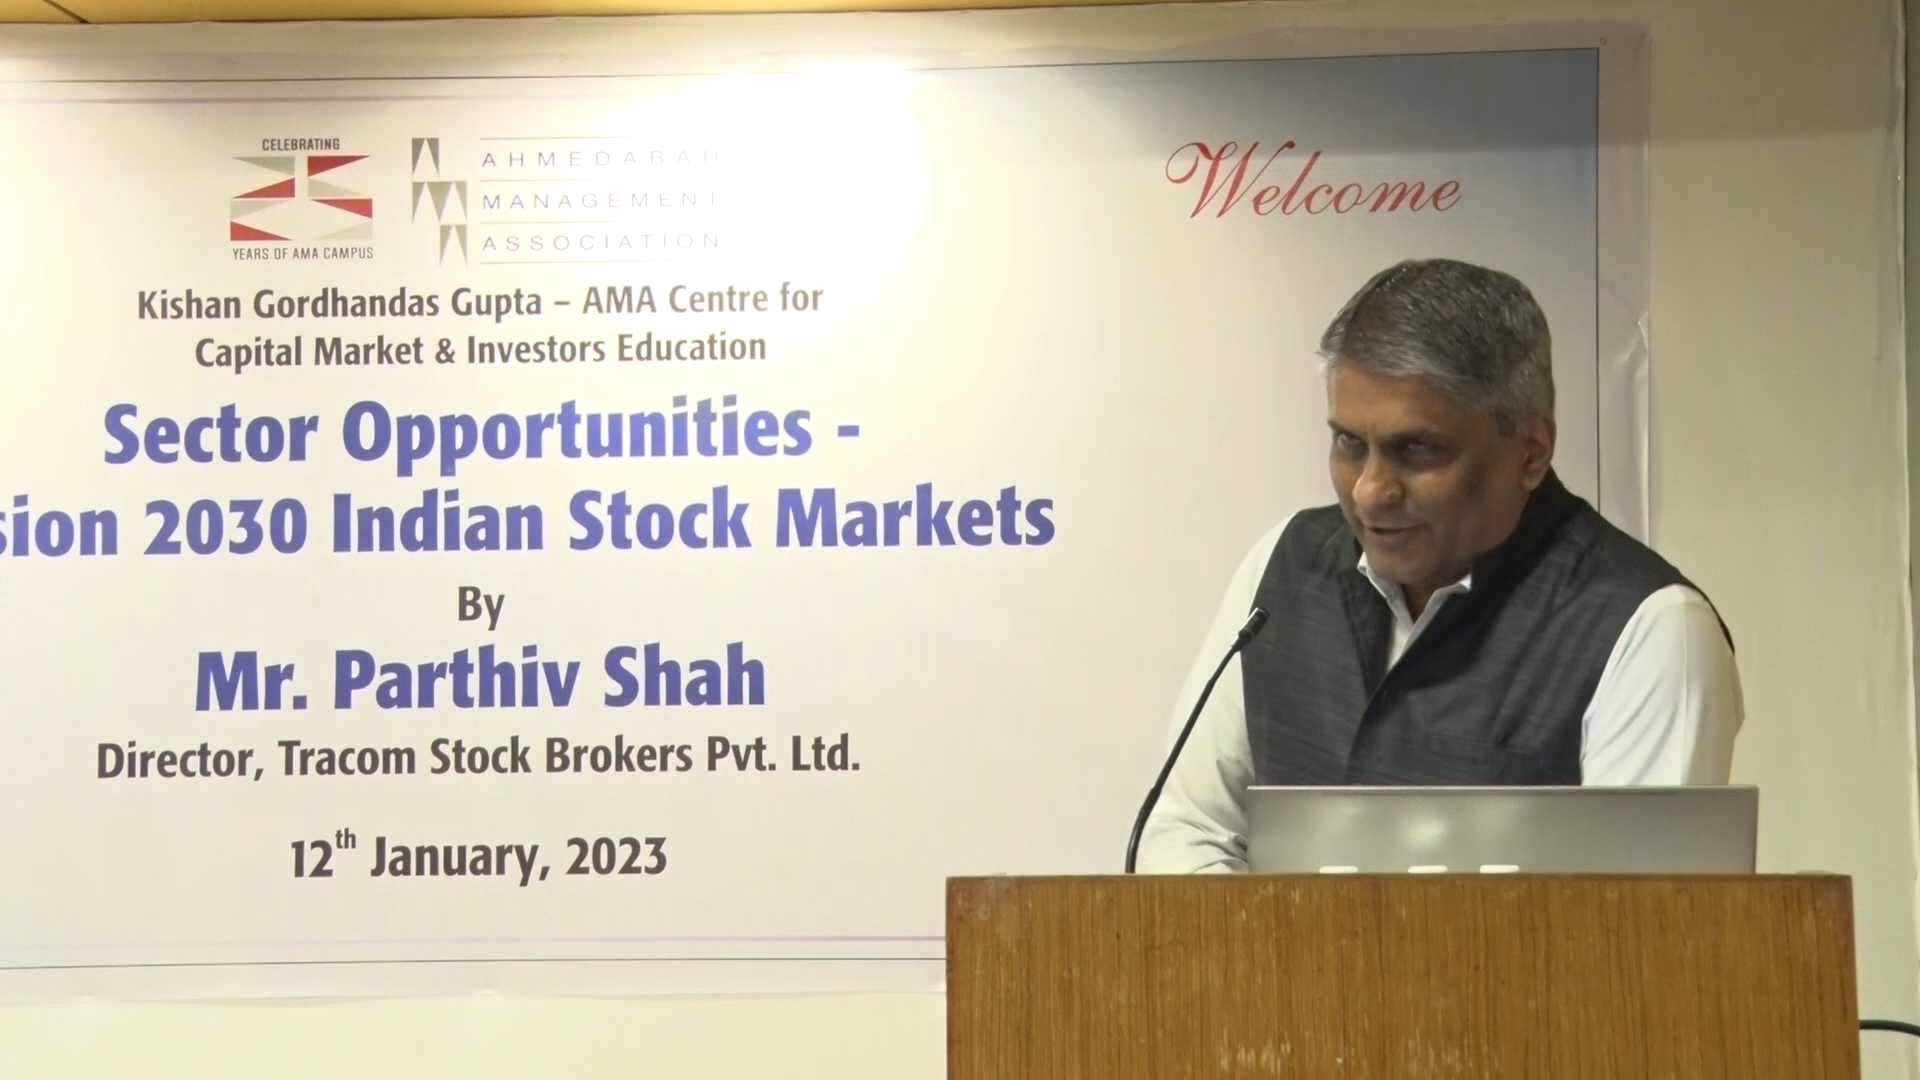 CELEBRATING
YEARS OF AMA CAMPUS
AHMEDABAD
MANAGEMENT
ASSOCIATION
Welcome
Kishan Gordhandas Gupta – AMA Centre for
Capital Market & Investors Education
Sector Opportunities -
sion 2030 Indian Stock Markets
By
Mr. Parthiv Shah
Director, Tracom Stock Brokers Pvt. Ltd.
12th January, 2023